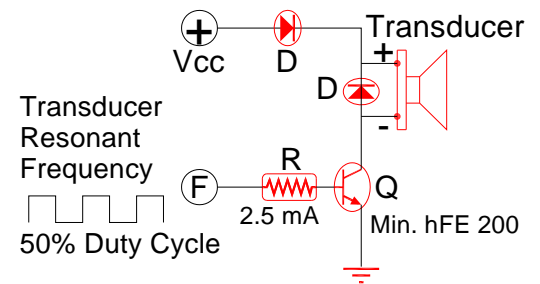 Transducer
+
+
Vcc
D
D
-
Transducer
Resonant
Frequency
F
R
2.5 mA
Q
Min. hFE 200
50% Duty Cycle